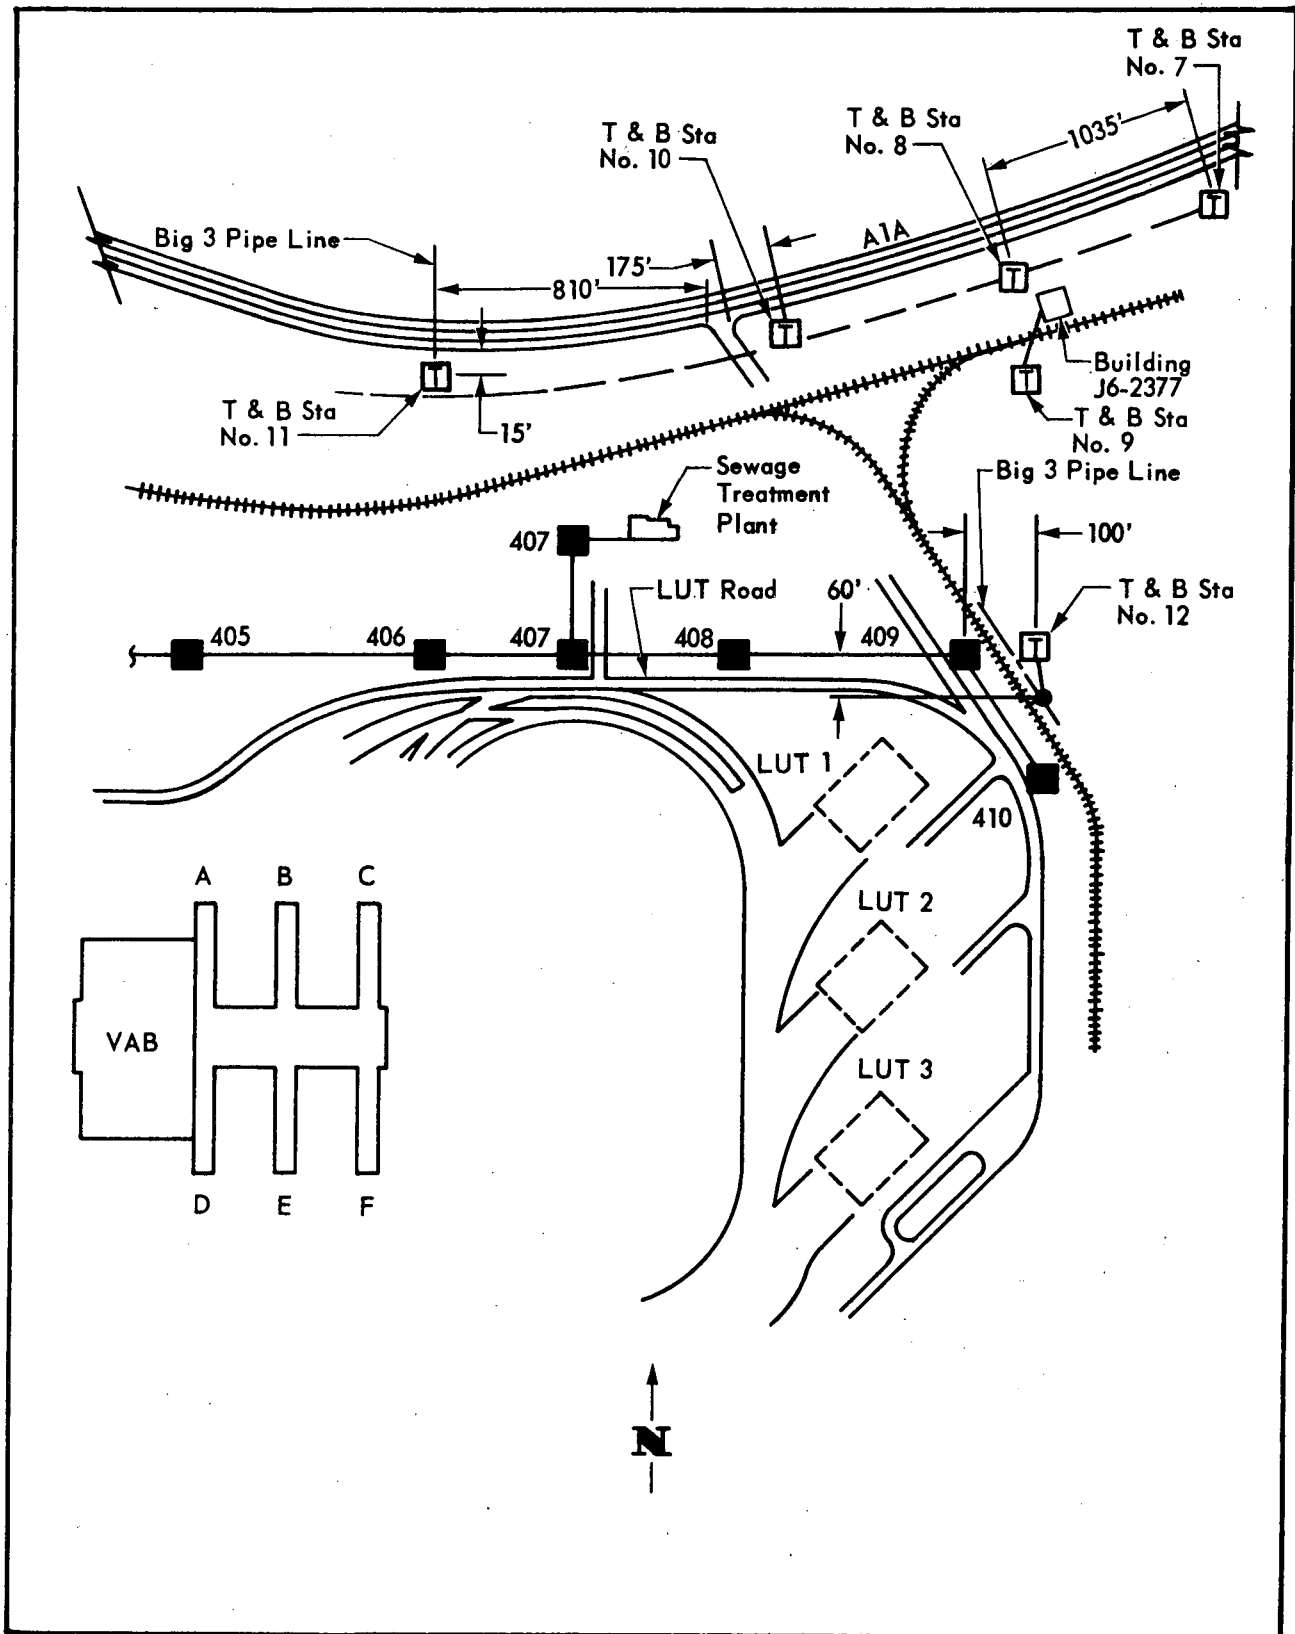 T & B Sta
No. 7
T & B Sta
No. 8
1035'
T & B Sta
No. 10
A1A
Big 3 Pipe Line
175'
810'
Building
J6-2377
T & B Sta
No. 11
15'
T & B Sta
No. 9
Sewage
Treatment
Plant
Big 3 Pipe Line
407
100'
LUT Road
60'
T & B Sta
No. 12
405
406
407
408
409
LUT 1
410
A
B
C
LUT 2
VAB
LUT 3
D
E
F
N